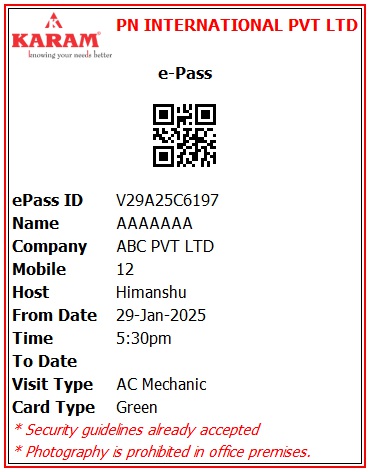 KARAM®
knowing your needs better
PN INTERNATIONAL PVT LTD
e-Pass
ePass ID V29A25C6197
Name AAAAAAA
Company ABC PVT LTD
Mobile 12
Host Himanshu
From Date 29-Jan-2025
Time 5:30pm
To Date
Visit Type AC Mechanic
Card Type Green
* Security guidelines already accepted
* Photography is prohibited in office premises.